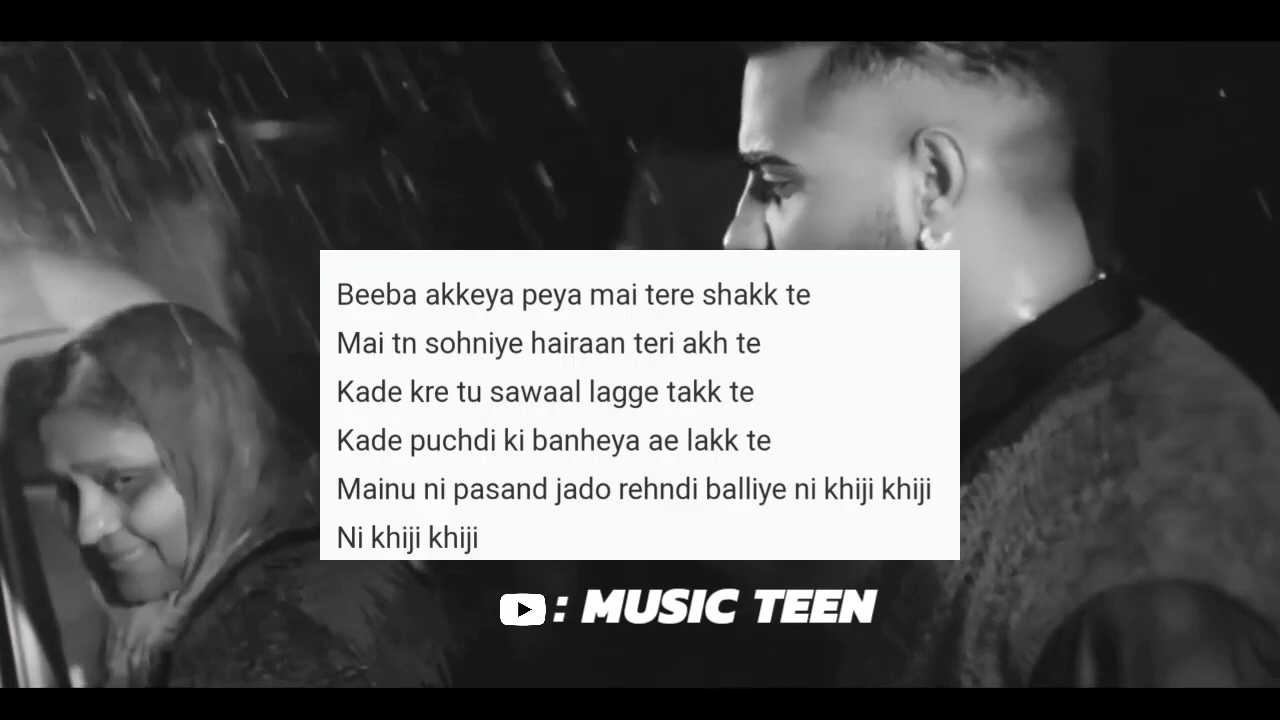 Beeba akkeya peya mai tere shakk te
Mai tn sohniye hairaan teri akh te
Kade kre tu sawaal lagge takk te
Kade puchdi ki banheya ae lakk te
Mainu ni pasand jado rehndi balliye ni khiji khiji
Ni khiji khiji
: MUSIC TEEN